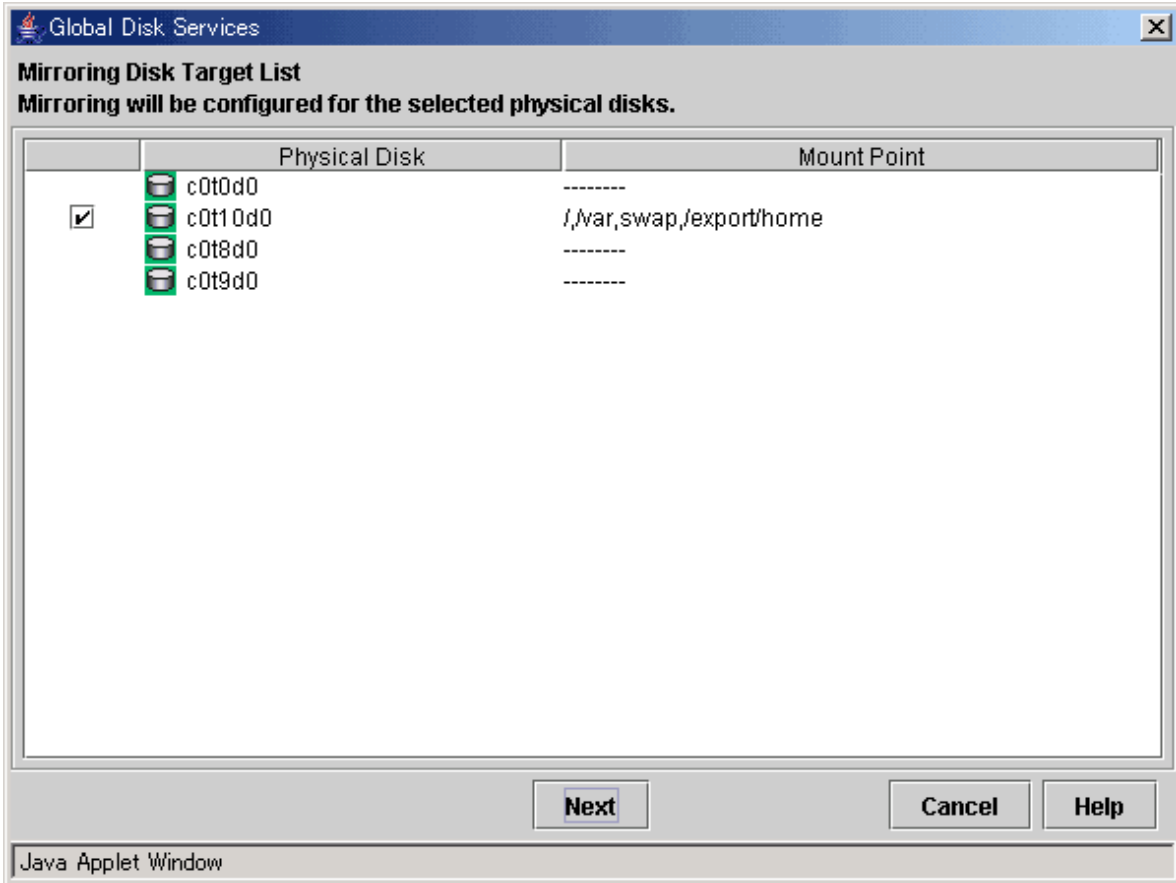 Global Disk Services
Mirroring Disk Target List
Mirroring will be configured for the selected physical disks.
Physical Disk Mount Point
c0t0d0 --------
c0t10d0 /,/var,swap,/export/home
c0t8d0 --------
c0t9d0 --------
Next Cancel Help
Java Applet Window